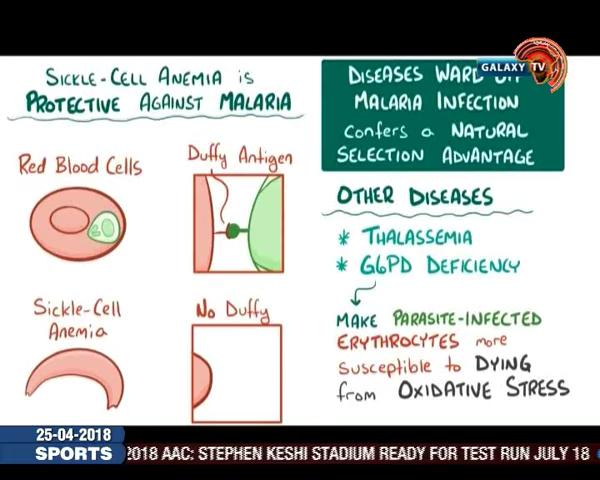 GALAXY TV
SICKLE-CELL ANEMIA is
PROTECTIVE AGAINST MALARIA
DISEASES WARD OFF
MALARIA INFECTION
confers a NATURAL
SELECTION ADVANTAGE
Red Blood Cells
Duffy Antigen
OTHER DISEASES
* THALASSEMIA
* G6PD DEFICIENCY
Sickle-Cell
Anemia
No Duffy
MAKE PARASITE-INFECTED
ERYTHROCYTES more
susceptible to DYING
from OXIDATIVE STRESS
25-04-2018
SPORTS
2018 AAC: STEPHEN KESHI STADIUM READY FOR TEST RUN JULY 18